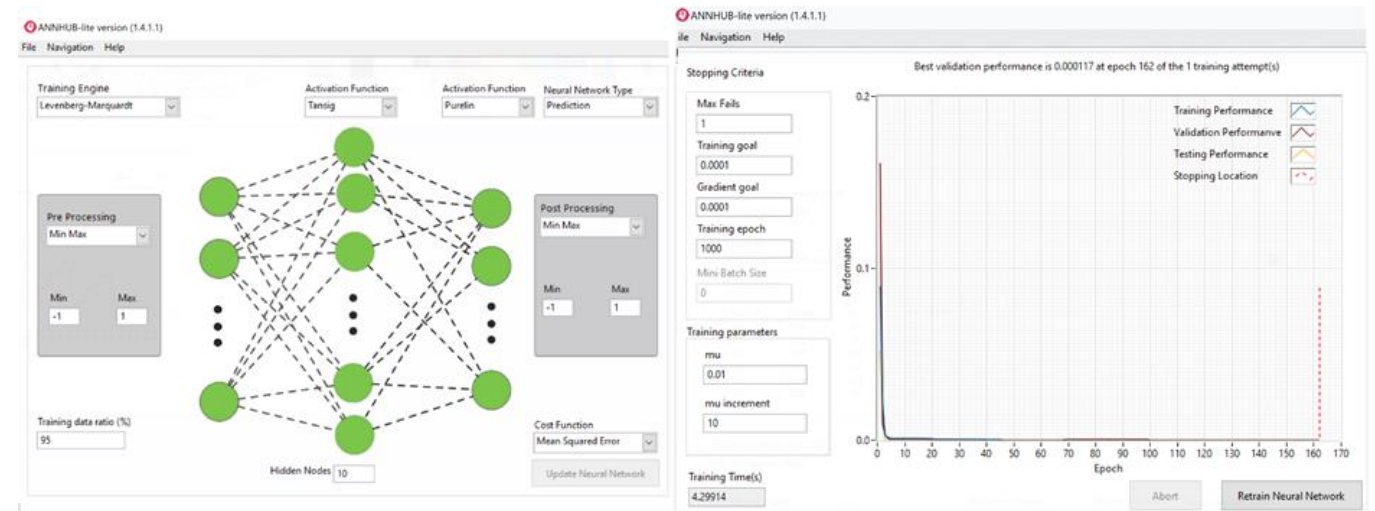 ANNHUB-lite version (1.4.1.1)
File Navigation Help
Training Engine
Levenberg-Marquardt
Activation Function
Tansig
Activation Function
Purelin
Neural Network Type
Prediction
Pre Processing
Min Max
Min Max
-1 1
Post Processing
Min Max
Min Max
-1 1
Training data ratio (%)
95
Hidden Nodes 10
Cost Function
Mean Squared Error
Update Neural Network
ANNHUB-lite version (1.4.1.1)
ile Navigation Help
Stopping Criteria
Max Fails
1
Training goal
0.0001
Gradient goal
0.0001
Training epoch
1000
Mini Batch Size
0
Training parameters
mu
0.01
mu increment
10
Training Time(s)
4.29914
Best validation performance is 0.000117 at epoch 162 of the 1 training attempt(s)
Training Performance
Validation Performanve
Testing Performance
Stopping Location
Performance
0.2
0.1
0.0
0 10 20 30 40 50 60 70 80 90 100 110 120 130 140 150 160 170
Epoch
Abort
Retrain Neural Network